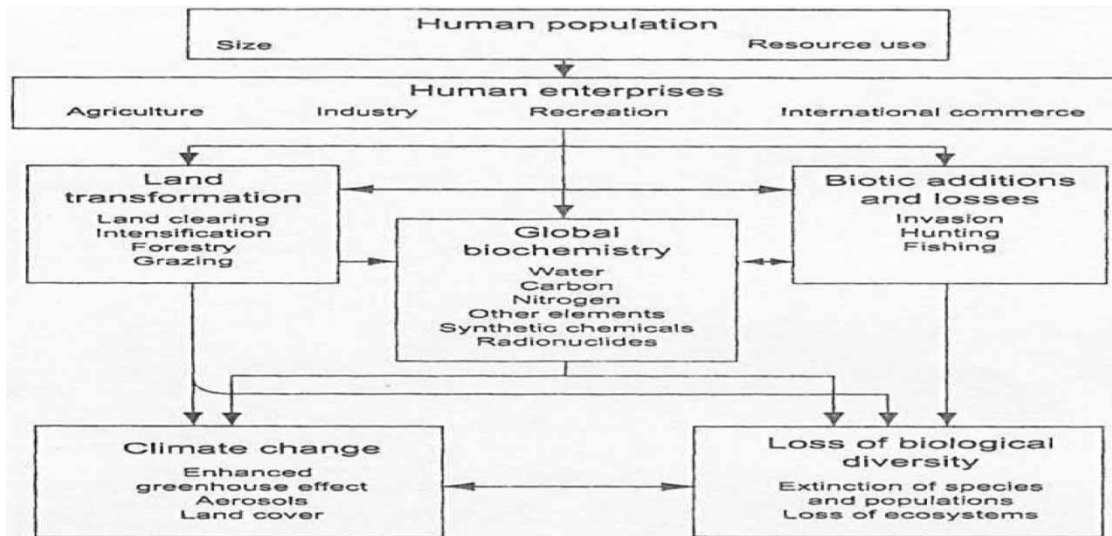 Human population
Size Resource use
Human enterprises
Agriculture Industry Recreation International commerce
Land
transformation
Land clearing
Intensification
Forestry
Grazing
Biotic additions
and losses
Invasion
Hunting
Fishing
Global
biochemistry
Water
Carbon
Nitrogen
Other elements
Synthetic chemicals
Radionuclides
Climate change
Enhanced
greenhouse effect
Aerosols
Land cover
Loss of biological
diversity
Extinction of species
and populations
Loss of ecosystems